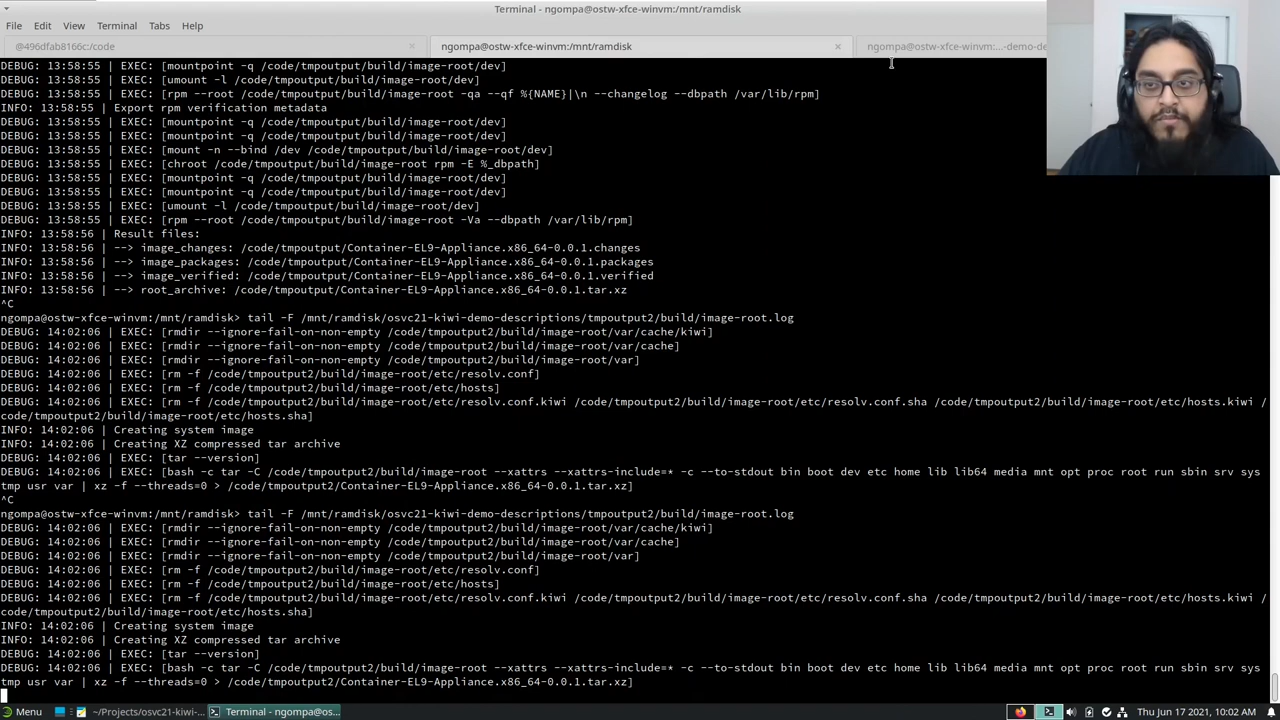 Terminal - ngompa@ostw-xfce-winvm:/mnt/ramdisk
File Edit View Terminal Tabs Help
@496dfab8166c:/code
ngompa@ostw-xfce-winvm:/mnt/ramdisk
ngompa@ostw-xfce-winvm:...-demo-de
DEBUG: 13:58:55 | EXEC: [mountpoint -q /code/tmpoutput/build/image-root/dev]
DEBUG: 13:58:55 | EXEC: [umount -l /code/tmpoutput/build/image-root/dev]
DEBUG: 13:58:55 | EXEC: [rpm --root /code/tmpoutput/build/image-root -qa --qf %{NAME}|\n --changelog --dbpath /var/lib/rpm]
INFO: 13:58:55 | Export rpm verification metadata
DEBUG: 13:58:55 | EXEC: [mountpoint -q /code/tmpoutput/build/image-root/dev]
DEBUG: 13:58:55 | EXEC: [mountpoint -q /code/tmpoutput/build/image-root/dev]
DEBUG: 13:58:55 | EXEC: [mount -n --bind /dev /code/tmpoutput/build/image-root/dev]
DEBUG: 13:58:55 | EXEC: [chroot /code/tmpoutput/build/image-root rpm -E %_dbpath]
DEBUG: 13:58:55 | EXEC: [mountpoint -q /code/tmpoutput/build/image-root/dev]
DEBUG: 13:58:55 | EXEC: [mountpoint -q /code/tmpoutput/build/image-root/dev]
DEBUG: 13:58:55 | EXEC: [umount -l /code/tmpoutput/build/image-root/dev]
DEBUG: 13:58:55 | EXEC: [rpm --root /code/tmpoutput/build/image-root -Va --dbpath /var/lib/rpm]
INFO: 13:58:56 | Result files:
INFO: 13:58:56 | --> image_changes: /code/tmpoutput/Container-EL9-Appliance.x86_64-0.0.1.changes
INFO: 13:58:56 | --> image_packages: /code/tmpoutput/Container-EL9-Appliance.x86_64-0.0.1.packages
INFO: 13:58:56 | --> image_verified: /code/tmpoutput/Container-EL9-Appliance.x86_64-0.0.1.verified
INFO: 13:58:56 | --> root_archive: /code/tmpoutput/Container-EL9-Appliance.x86_64-0.0.1.tar.xz
^C
ngompa@ostw-xfce-winvm:/mnt/ramdisk> tail -F /mnt/ramdisk/osvc21-kiwi-demo-descriptions/tmpoutput2/build/image-root.log
DEBUG: 14:02:06 | EXEC: [rmdir --ignore-fail-on-non-empty /code/tmpoutput2/build/image-root/var/cache/kiwi]
DEBUG: 14:02:06 | EXEC: [rmdir --ignore-fail-on-non-empty /code/tmpoutput2/build/image-root/var/cache]
DEBUG: 14:02:06 | EXEC: [rmdir --ignore-fail-on-non-empty /code/tmpoutput2/build/image-root/var]
DEBUG: 14:02:06 | EXEC: [rm -f /code/tmpoutput2/build/image-root/etc/resolv.conf]
DEBUG: 14:02:06 | EXEC: [rm -f /code/tmpoutput2/build/image-root/etc/hosts]
DEBUG: 14:02:06 | EXEC: [rm -f /code/tmpoutput2/build/image-root/etc/resolv.conf.kiwi /code/tmpoutput2/build/image-root/etc/resolv.conf.sha /code/tmpoutput2/build/image-root/etc/hosts.kiwi /
code/tmpoutput2/build/image-root/etc/hosts.sha]
INFO: 14:02:06 | Creating system image
INFO: 14:02:06 | Creating XZ compressed tar archive
DEBUG: 14:02:06 | EXEC: [tar --version]
DEBUG: 14:02:06 | EXEC: [bash -c tar -C /code/tmpoutput2/build/image-root --xattrs --xattrs-include=* -c --to-stdout bin boot dev etc home lib lib64 media mnt opt proc root run sbin srv sys
tmp usr var | xz -f --threads=0 > /code/tmpoutput2/Container-EL9-Appliance.x86_64-0.0.1.tar.xz]
^C
ngompa@ostw-xfce-winvm:/mnt/ramdisk> tail -F /mnt/ramdisk/osvc21-kiwi-demo-descriptions/tmpoutput2/build/image-root.log
DEBUG: 14:02:06 | EXEC: [rmdir --ignore-fail-on-non-empty /code/tmpoutput2/build/image-root/var/cache/kiwi]
DEBUG: 14:02:06 | EXEC: [rmdir --ignore-fail-on-non-empty /code/tmpoutput2/build/image-root/var/cache]
DEBUG: 14:02:06 | EXEC: [rmdir --ignore-fail-on-non-empty /code/tmpoutput2/build/image-root/var]
DEBUG: 14:02:06 | EXEC: [rm -f /code/tmpoutput2/build/image-root/etc/resolv.conf]
DEBUG: 14:02:06 | EXEC: [rm -f /code/tmpoutput2/build/image-root/etc/hosts]
DEBUG: 14:02:06 | EXEC: [rm -f /code/tmpoutput2/build/image-root/etc/resolv.conf.kiwi /code/tmpoutput2/build/image-root/etc/resolv.conf.sha /code/tmpoutput2/build/image-root/etc/hosts.kiwi /
code/tmpoutput2/build/image-root/etc/hosts.sha]
INFO: 14:02:06 | Creating system image
INFO: 14:02:06 | Creating XZ compressed tar archive
DEBUG: 14:02:06 | EXEC: [tar --version]
DEBUG: 14:02:06 | EXEC: [bash -c tar -C /code/tmpoutput2/build/image-root --xattrs --xattrs-include=* -c --to-stdout bin boot dev etc home lib lib64 media mnt opt proc root run sbin srv sys
tmp usr var | xz -f --threads=0 > /code/tmpoutput2/Container-EL9-Appliance.x86_64-0.0.1.tar.xz]
Menu
~/Projects/osvc21-kiwi-...
Terminal - ngompa@os...
Thu Jun 17 2021, 10:02 AM